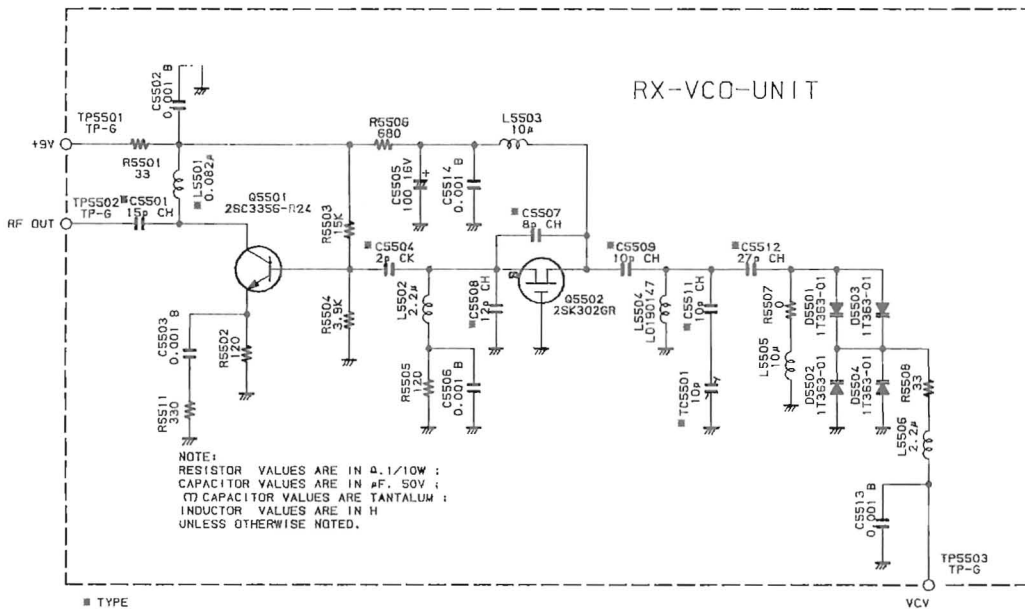 RX-VCO-UNIT
TP5501
TP-G
+9V
R5501
33
C5502
0.001 B
L5501
0.082μ
TP5502
TP-G
RF OUT
C5501
15p CH
Q5501
2SC3356-R24
C5503
0.001 B
R5502
120
R5511
330
R5503
15K
R5504
3.9K
R5506
680
C5505
100 16V
+
C5514
0.001 B
L5503
10μ
C5504
2p CK
L5502
2.2μ
R5505
120
C5506
0.001 B
C5508
12p CH
C5507
8p CH
S
Q5502
2SK302GR
C5509
10p CH
L5504
L0190147
C5511
10p CH
TC5501
10p
C5512
27p CH
R5507
0
L5505
10μ
D5501
1T363-01
D5503
1T363-01
D5502
1T363-01
D5504
1T363-01
R5508
33
L5506
2.2μ
C5513
0.001 B
TP5503
TP-G
VCV
NOTE:
RESISTOR VALUES ARE IN Ω, 1/10W ;
CAPACITOR VALUES ARE IN μF, 50V ;
(T) CAPACITOR VALUES ARE TANTALUM ;
INDUCTOR VALUES ARE IN H
UNLESS OTHERWISE NOTED.
■ TYPE